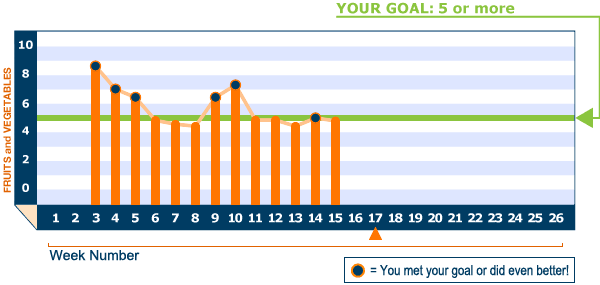 YOUR GOAL: 5 or more
FRUITS and VEGETABLES
10
8
6
4
2
0
1 2 3 4 5 6 7 8 9 10 11 12 13 14 15 16 17 18 19 20 21 22 23 24 25 26
Week Number
= You met your goal or did even better!